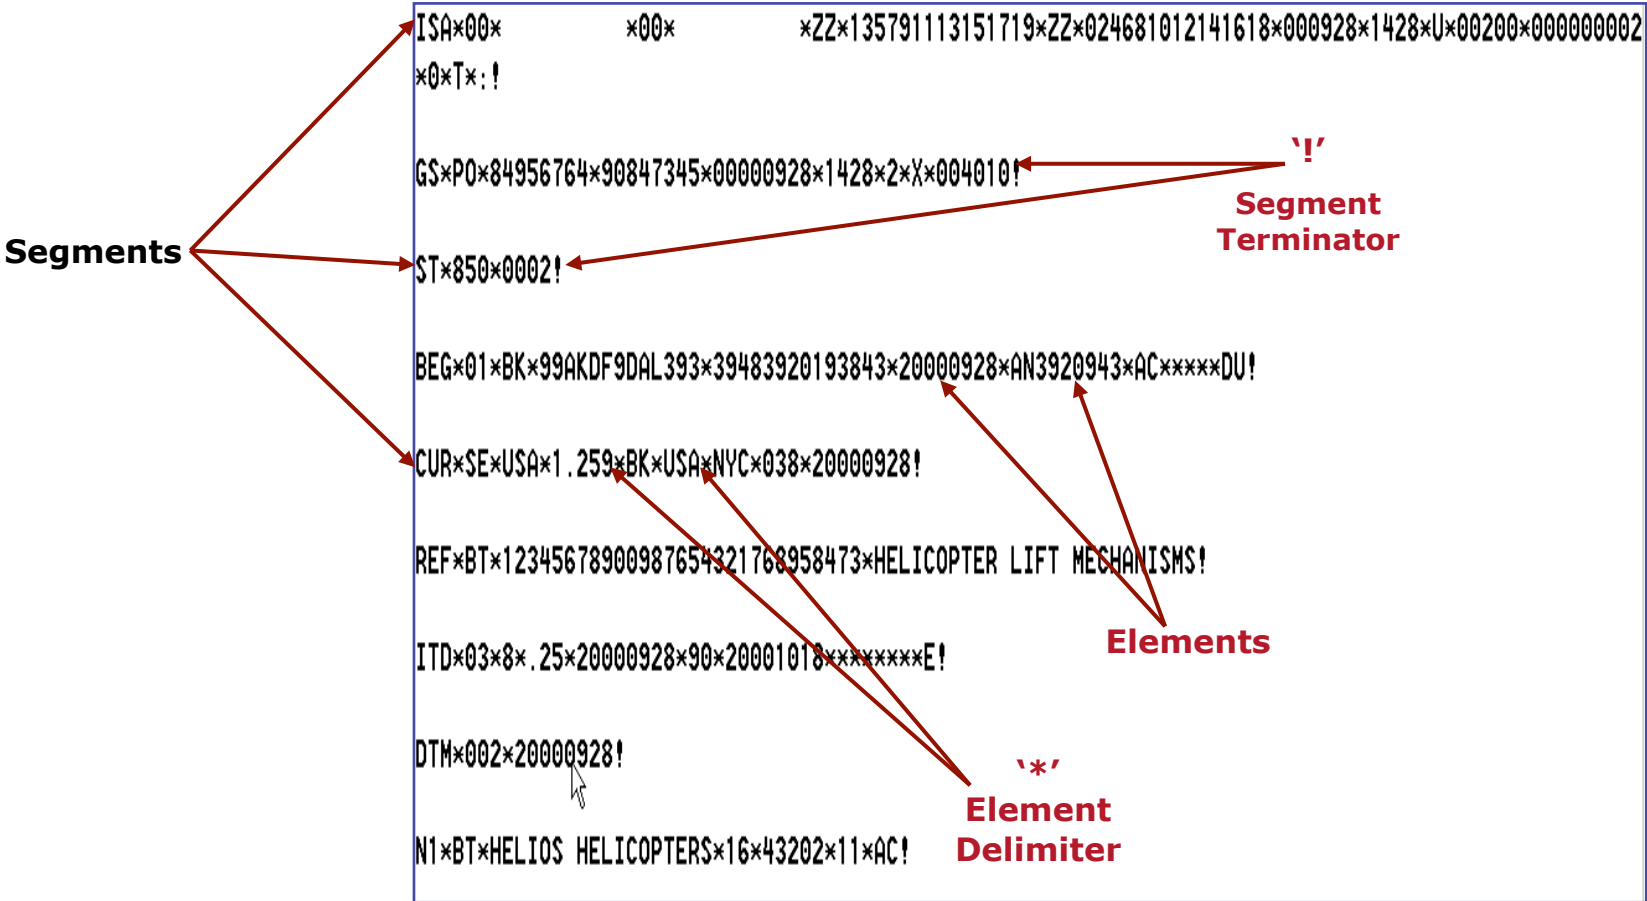 ISA*00*          *00*          *ZZ*135791113151719*ZZ*024681012141618*000928*1428*U*00200*000000002
*0*T*:!
‘!’
GS*PO*84956764*90847345*00000928*1428*2*X*004010!
Segment
Terminator
Segments
ST*850*0002!
BEG*01*BK*99AKDF9DAL393*39483920193843*20000928*AN3920943*AC*****DU!
CUR*SE*USA*1.259*BK*USA*NYC*038*20000928!
REF*BT*12345678900987654321768958473*HELICOPTER LIFT MECHANISMS!
Elements
ITD*03*8*.25*20000928*90*20001018********E!
DTM*002*20000928!
‘*’
Element
Delimiter
N1*BT*HELIOS HELICOPTERS*16*43202*11*AC!